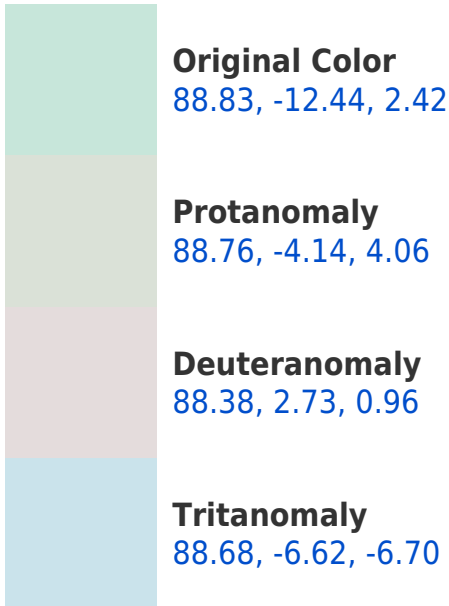 Original Color
88.83, -12.44, 2.42
Protanomaly
88.76, -4.14, 4.06
Deuteranomaly
88.38, 2.73, 0.96
Tritanomaly
88.68, -6.62, -6.70